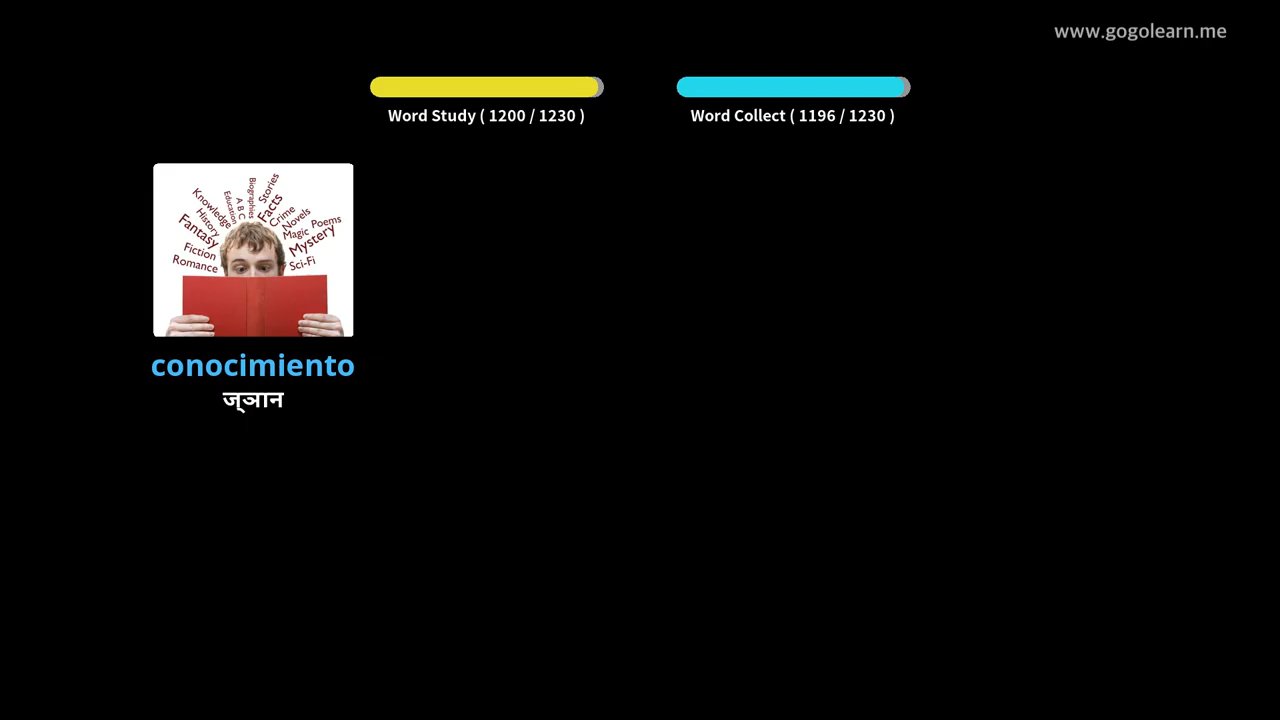 www.gogolearn.me
Word Study ( 1200 / 1230 )
Word Collect ( 1196 / 1230 )
Knowledge
History
Fantasy
Fiction
Romance
Education
A B C
Biographies
Stories
Facts
Crime
Novels
Magic
Poems
Mystery
Sci-Fi
conocimiento
ज्ञान